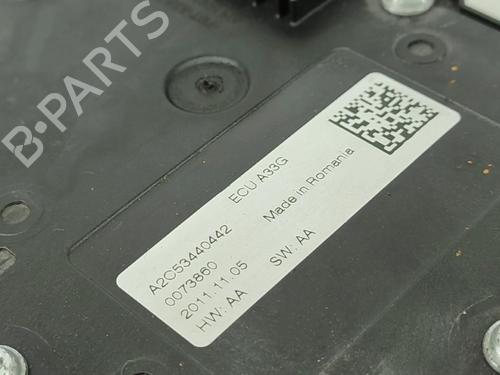 B-PARTS
A2C53440442 ECU A33G
0073860 Made in Romania
2011.11.05
HW: AA SW: AA